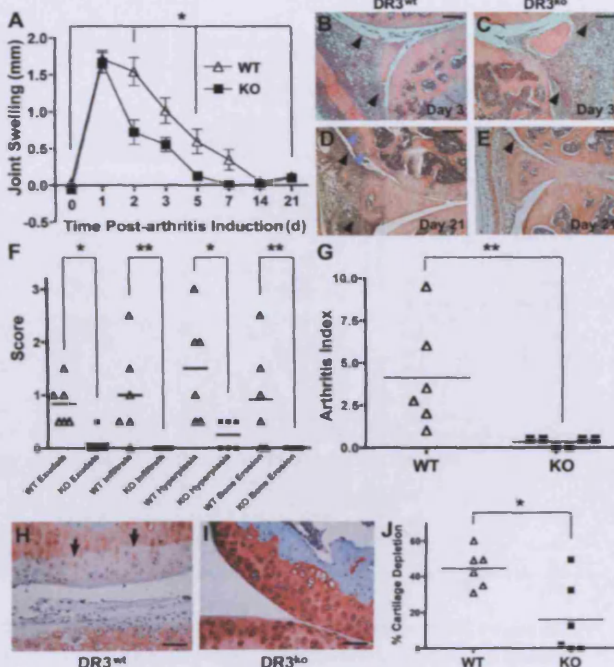 DR3wt
DR3ko
A
*
2.0
1.5
1.0
0.5
0.0
-0.5
Joint Swelling (mm)
WT
KO
0 1 2 3 5 7 14 21
Time Post-arthritis Induction (d)
B
Day 3
C
D
Day 21
E
F
* ** * **
3
2
1
0
Score
WT Exudate
KO Exudate
WT Infiltrate
KO Infiltrate
WT Hyperplasia
KO Hyperplasia
WT Bone Erosion
KO Bone Erosion
G
**
10.0
7.5
5.0
2.5
0.0
Arthritis Index
WT KO
H
I
DR3wt
DR3ko
J
*
60
40
20
0
% Cartilage Depletion
WT KO